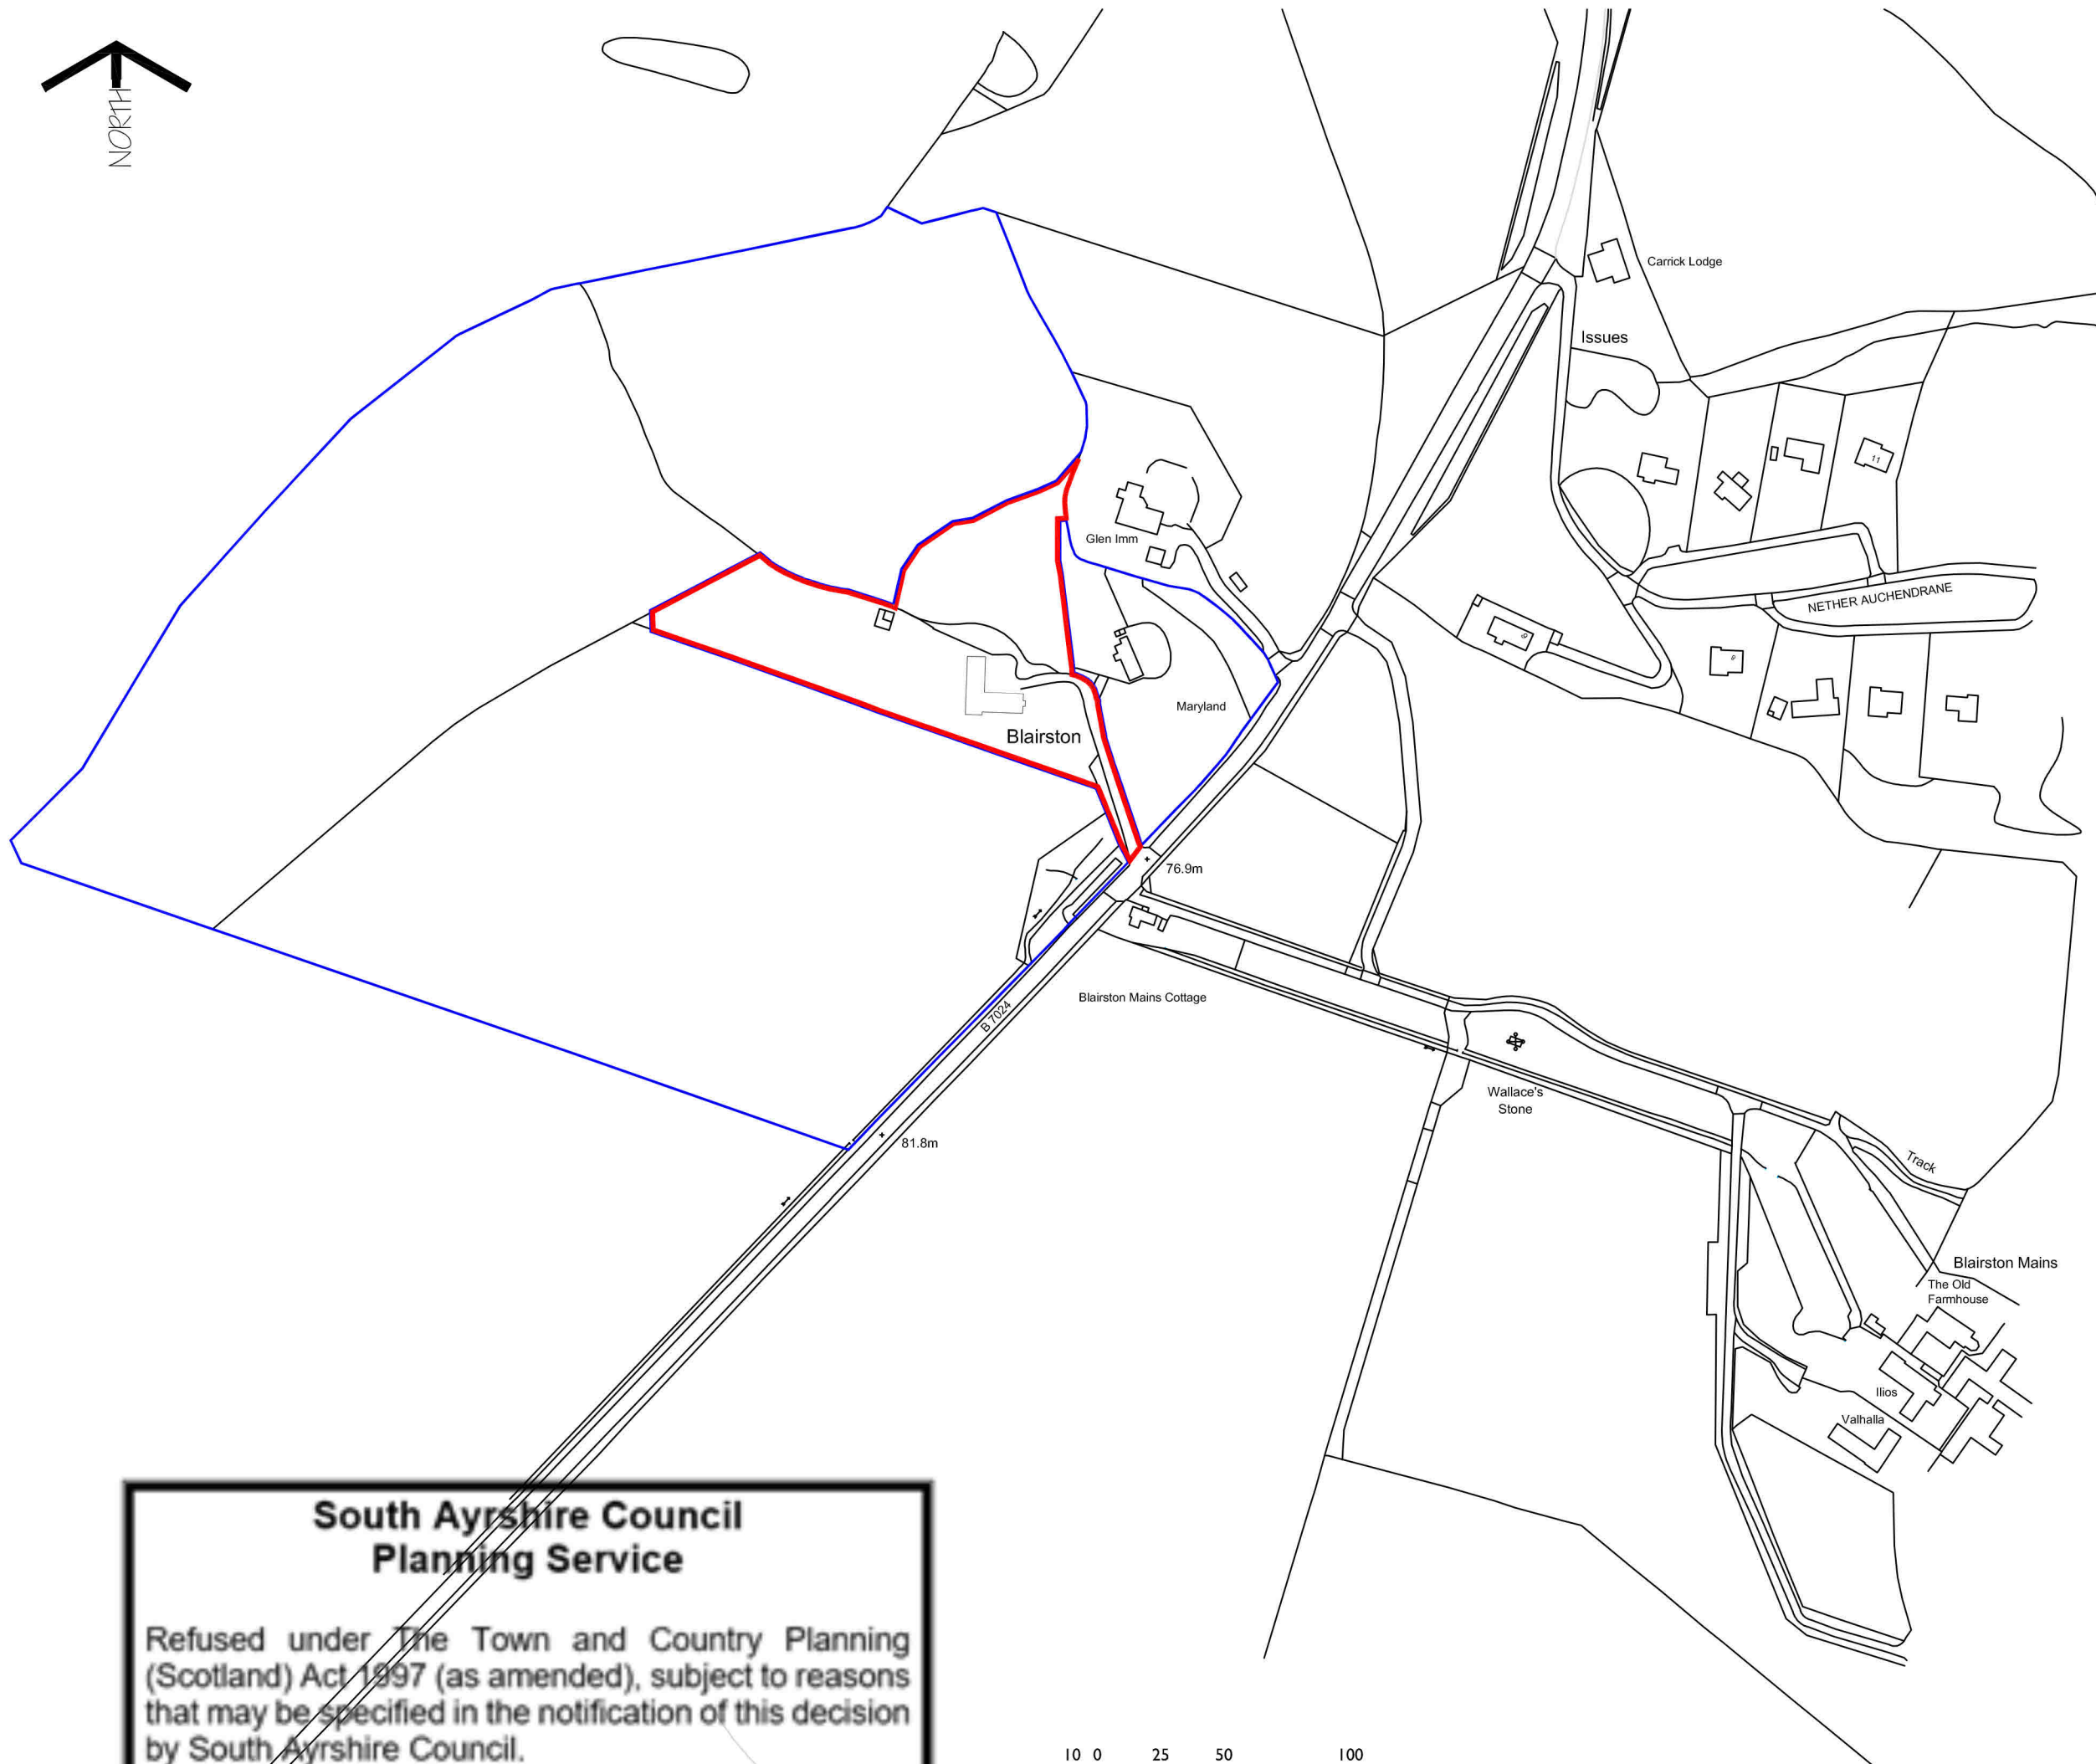 NORTH
Carrick Lodge
Issues
11
Glen Imm
NETHER AUCHENDRANE
9
9
Maryland
Blairston
76.9m
B 7024
Blairston Mains Cottage
Wallace's
Stone
81.8m
Track
Blairston Mains
The Old
Farmhouse
Ilios
Valhalla
South Ayrshire Council
Planning Service
Refused under The Town and Country Planning
(Scotland) Act 1997 (as amended), subject to reasons
that may be specified in the notification of this decision
by South Ayrshire Council.
10 0 25 50 100